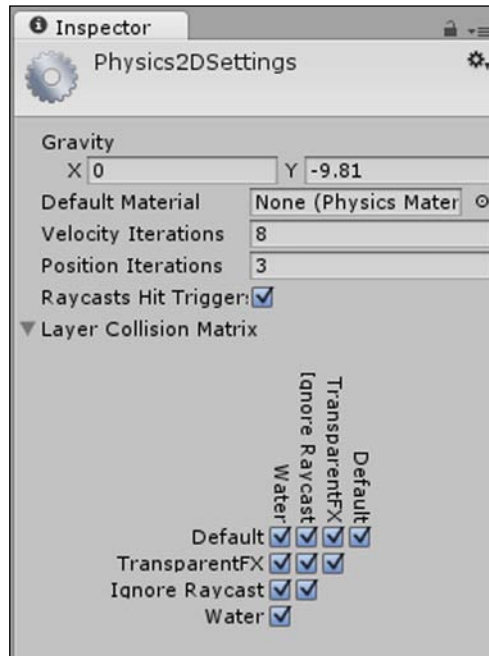 Inspector
Physics2DSettings
Gravity
X 0 Y -9.81
Default Material None (Physics Mater
Velocity Iterations 8
Position Iterations 3
Raycasts Hit Trigger:
Layer Collision Matrix
Water
Ignore Raycast
TransparentFX
Default
Default
TransparentFX
Ignore Raycast
Water